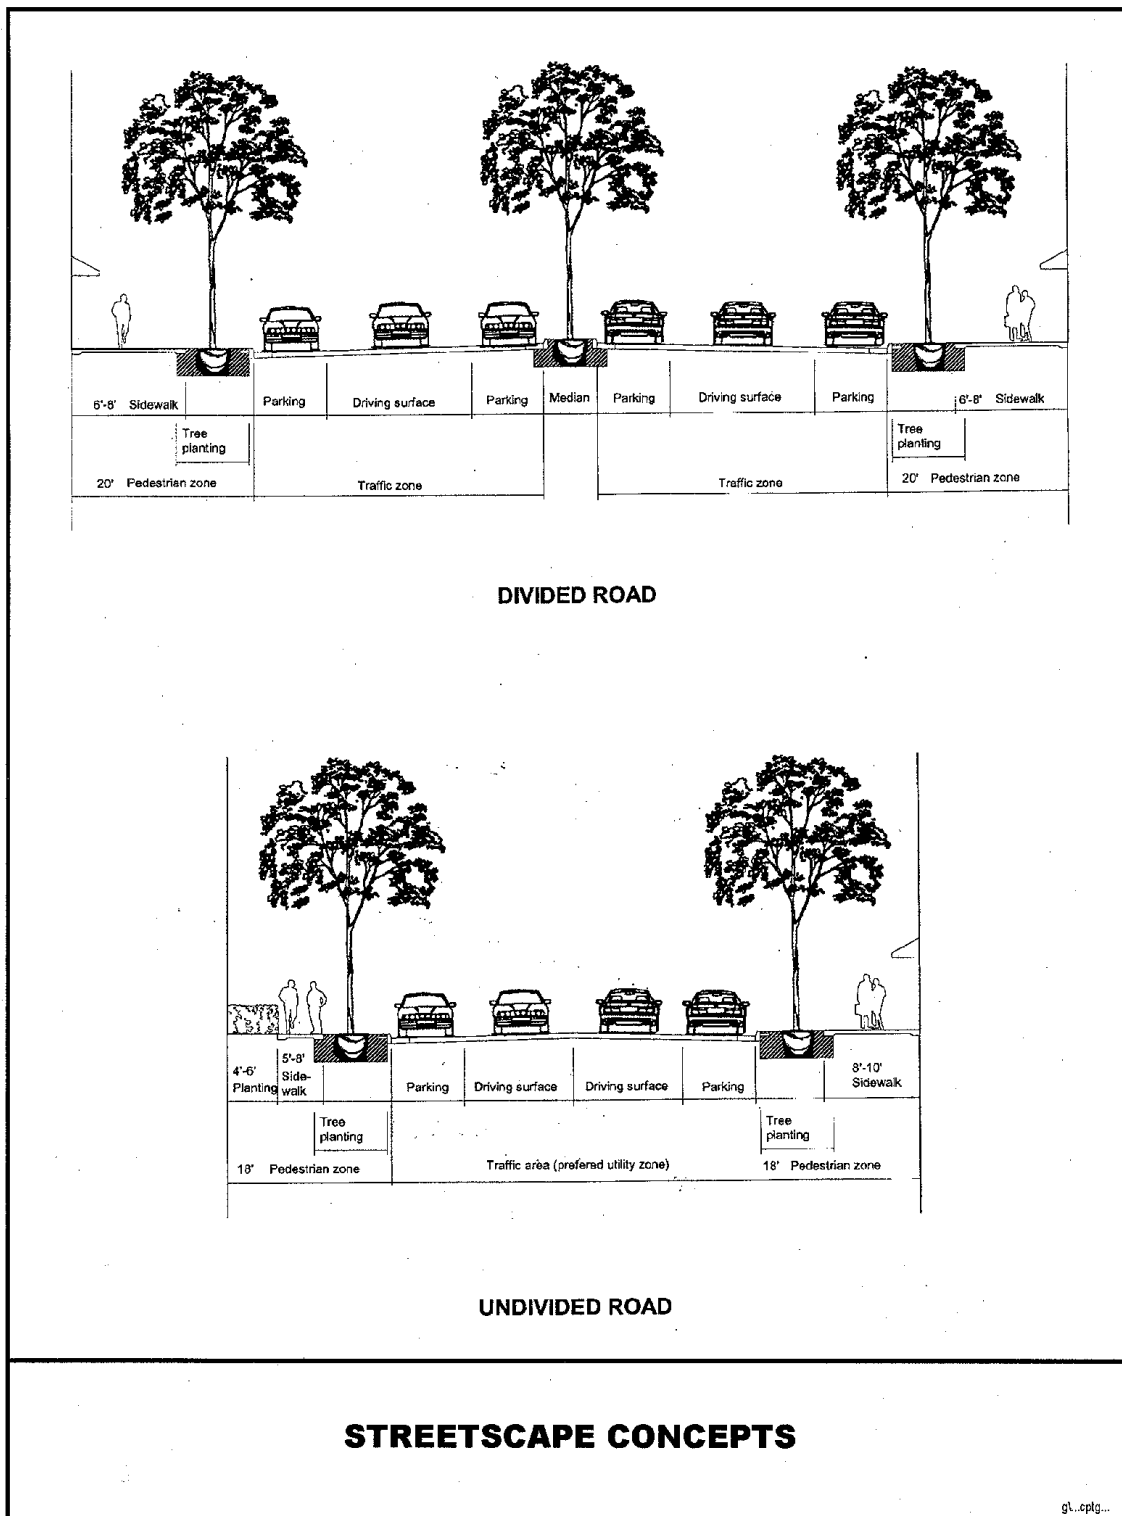 6'-8' Sidewalk
Parking
Driving surface
Parking
Median
Parking
Driving surface
Parking
6'-8' Sidewalk
Tree
planting
Tree
planting
20' Pedestrian zone
Traffic zone
Traffic zone
20' Pedestrian zone
DIVIDED ROAD
4'-6'
Planting
5'-8'
Side-
walk
Parking
Driving surface
Driving surface
Parking
8'-10'
Sidewalk
Tree
planting
Tree
planting
18' Pedestrian zone
Traffic area (prefered utility zone)
18' Pedestrian zone
UNDIVIDED ROAD
STREETSCAPE CONCEPTS